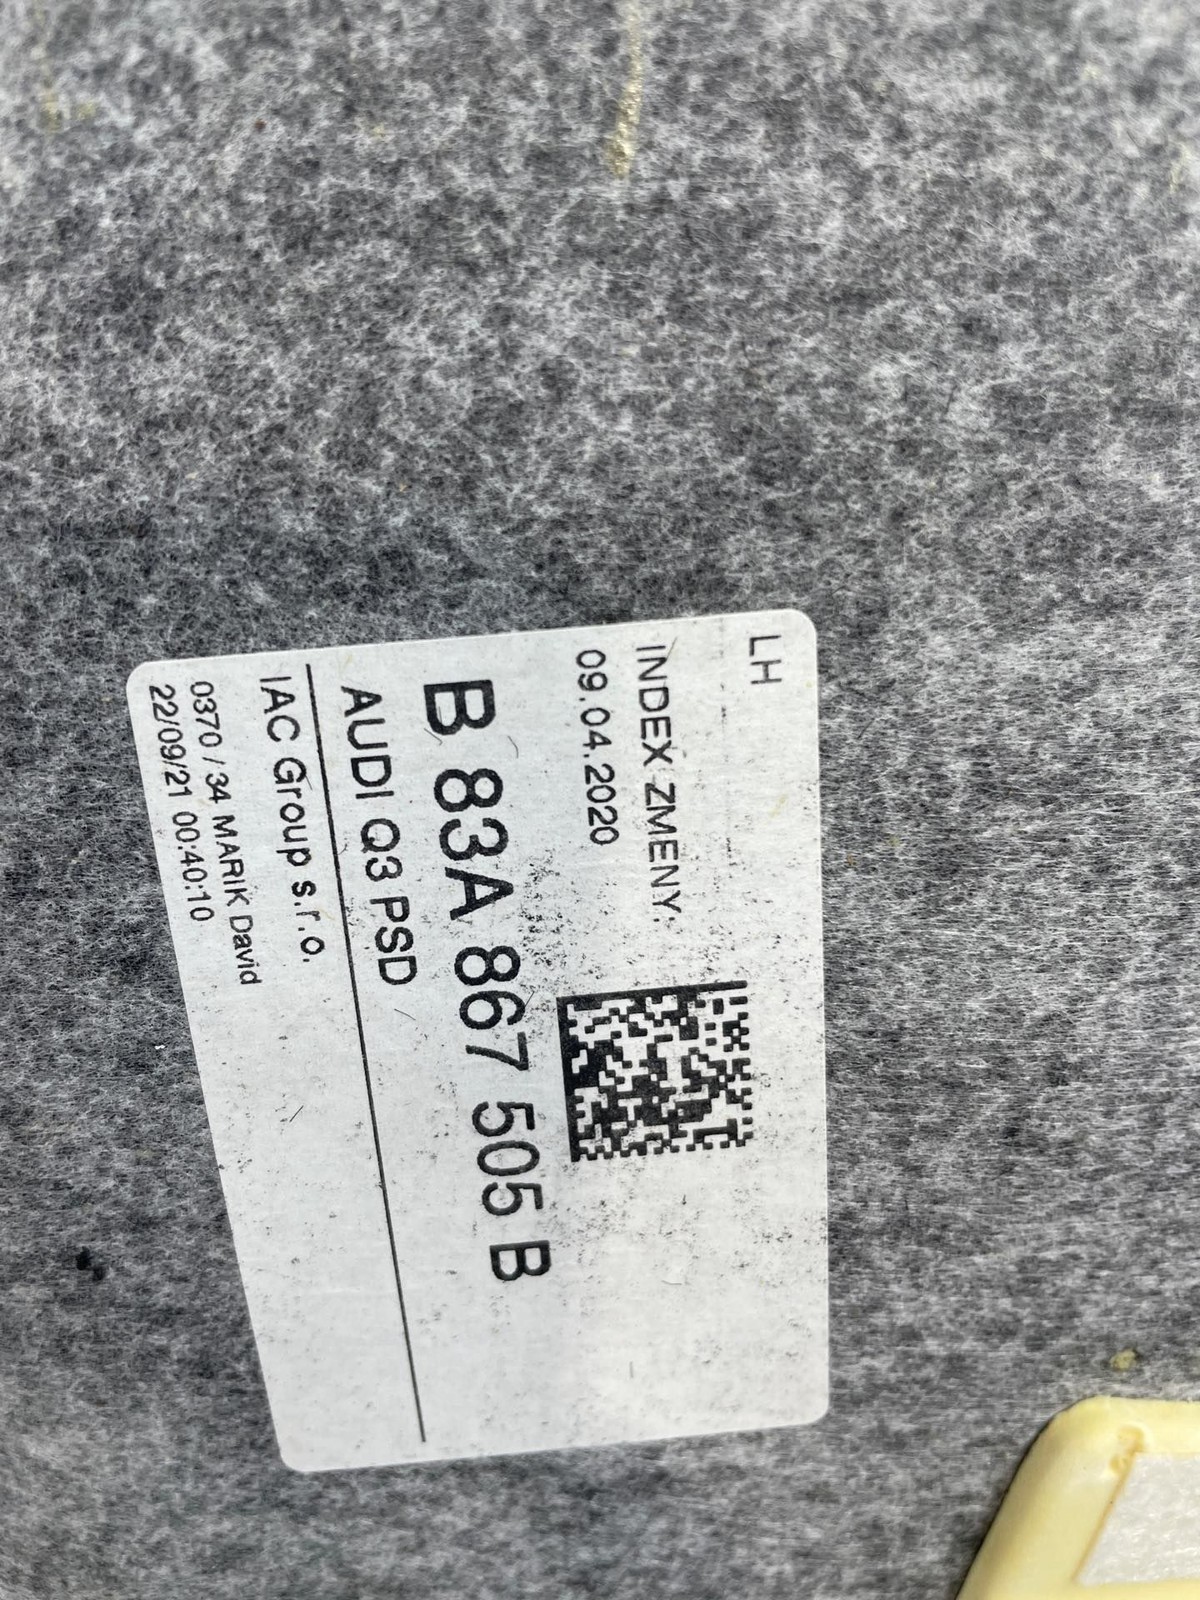 LH
INDEX ZMENY:
09.04.2020
B 83A 867 505 B
AUDI Q3 PSD
IAC Group s.r.o.
0370 / 34 MARIK David
22/09/21 00:40:10